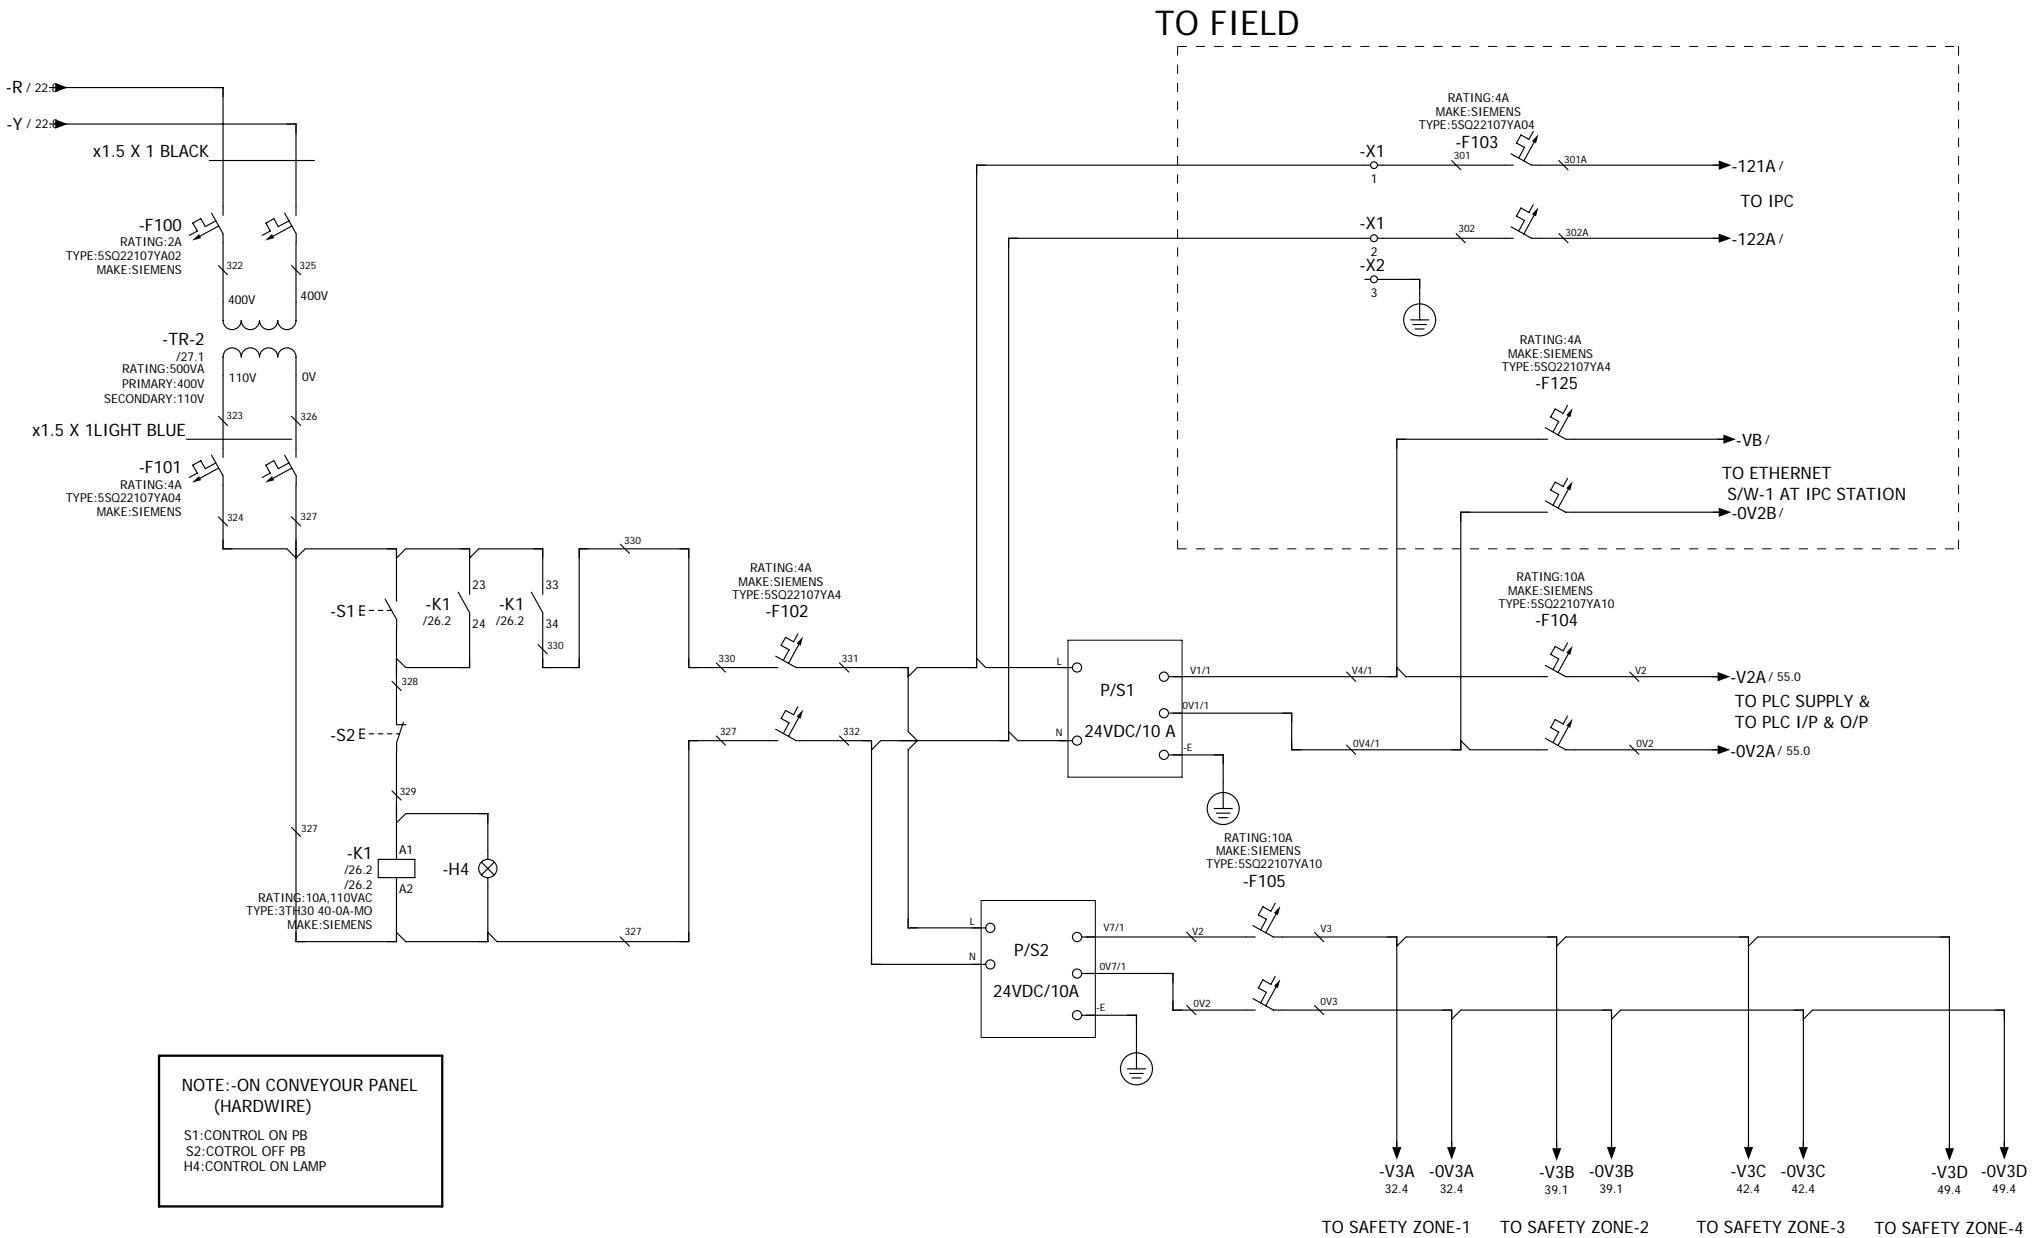 TO FIELD
-R / 22.8
-Y / 22.8
x1.5 X 1 BLACK
-F100
RATING:2A
TYPE:5SQ22107YA02
MAKE:SIEMENS
322
325
400V
400V
-TR-2
/27.1
RATING:500VA
PRIMARY:400V
SECONDARY:110V
110V
0V
323
326
x1.5 X 1LIGHT BLUE
-F101
RATING:4A
TYPE:5SQ22107YA04
MAKE:SIEMENS
324
327
-S1 E
-K1
/26.2
23
24
-K1
/26.2
33
34
330
330
328
-S2 E
329
327
-K1
/26.2
/26.2
RATING:10A,110VAC
TYPE:3TH30 40-0A-MO
MAKE:SIEMENS
A1
A2
-H4
327
RATING:4A
MAKE:SIEMENS
TYPE:5SQ22107YA4
-F102
330
331
327
332
RATING:4A
MAKE:SIEMENS
TYPE:5SQ22107YA04
-F103
-X1
1
301
301A
-121A /
TO IPC
-X1
2
302
302A
-122A /
-X2
3
RATING:4A
MAKE:SIEMENS
TYPE:5SQ22107YA4
-F125
-VB /
TO ETHERNET
S/W-1 AT IPC STATION
-0V2B /
RATING:10A
MAKE:SIEMENS
TYPE:5SQ22107YA10
-F104
L
N
P/S1
24VDC/10 A
V1/1
0V1/1
-E
V4/1
0V4/1
V2
0V2
-V2A / 55.0
TO PLC SUPPLY &
TO PLC I/P & O/P
-0V2A / 55.0
RATING:10A
MAKE:SIEMENS
TYPE:5SQ22107YA10
-F105
L
N
P/S2
24VDC/10A
V7/1
0V7/1
-E
V2
V3
0V2
0V3
NOTE:-ON CONVEYOUR PANEL
(HARDWIRE)
S1:CONTROL ON PB
S2:COTROL OFF PB
H4:CONTROL ON LAMP
-V3A
32.4
-0V3A
32.4
-V3B
39.1
-0V3B
39.1
-V3C
42.4
-0V3C
42.4
-V3D
49.4
-0V3D
49.4
TO SAFETY ZONE-1
TO SAFETY ZONE-2
TO SAFETY ZONE-3
TO SAFETY ZONE-4